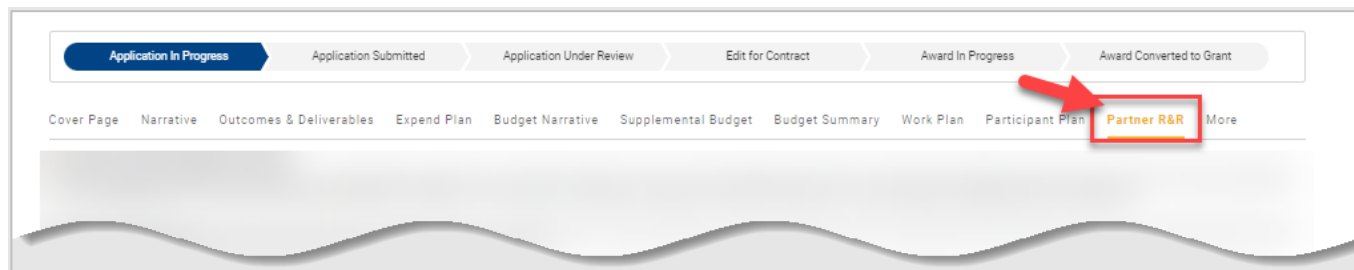 Application In Progress Application Submitted Application Under Review Edit for Contract Award In Progress Award Converted to Grant
Cover Page Narrative Outcomes & Deliverables Expend Plan Budget Narrative Supplemental Budget Budget Summary Work Plan Participant Plan Partner R&R More